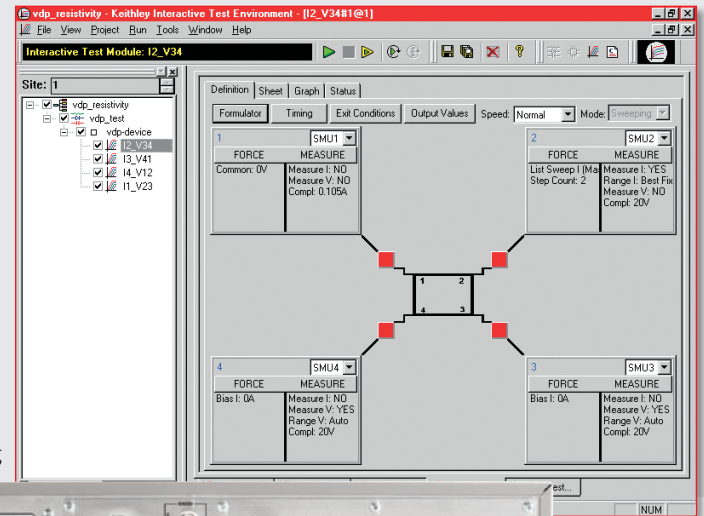 vdp_resistivity - Keithley Interactive Test Environment - [I2_V34#1@1]
File View Project Run Tools Window Help
Interactive Test Module: I2_V34
Site: 1
vdp_resistivity
vdp_test
vdp-device
I2_V34
I3_V41
I4_V12
I1_V23
Definition Sheet Graph Status
Formulator Timing Exit Conditions Output Values Speed: Normal Mode: Sweeping
1 SMU1
FORCE MEASURE
Common: 0V Measure I: NO
Measure V: NO
Compl: 0.105A
2 SMU2
FORCE MEASURE
List Sweep I (Ma Measure I: YES
Step Count: 2 Range I: Best Fix
Measure V: NO
Compl: 20V
1 2
4 3
4 SMU4
FORCE MEASURE
Bias I: 0A Measure I: NO
Measure V: YES
Range V: Auto
Compl: 20V
3 SMU3
FORCE MEASURE
Bias I: 0A Measure I: NO
Measure V: YES
Range V: Auto
Compl: 20V
est...
NUM